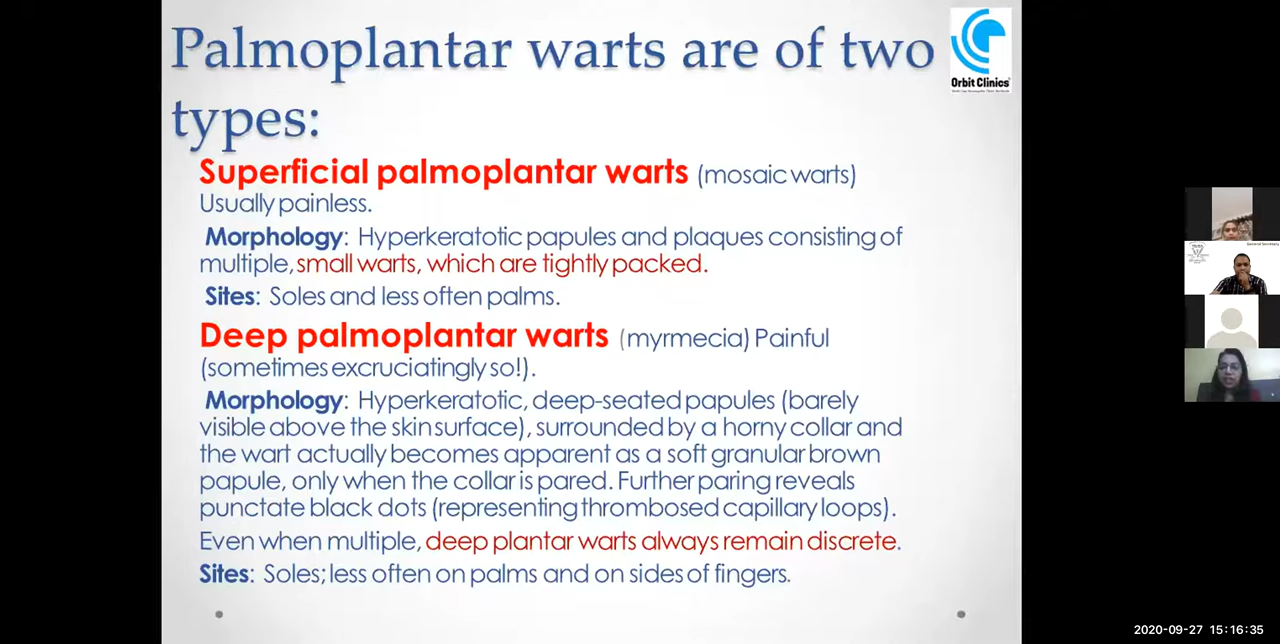 Palmoplantar warts are of two
types:
Orbit Clinics
Superficial palmoplantar warts (mosaic warts)
Usually painless.
Morphology: Hyperkeratotic papules and plaques consisting of
multiple, small warts, which are tightly packed.
Sites: Soles and less often palms.
Deep palmoplantar warts (myrmecia) Painful
(sometimes excruciatingly so!).
Morphology: Hyperkeratotic, deep-seated papules (barely
visible above the skin surface), surrounded by a horny collar and
the wart actually becomes apparent as a soft granular brown
papule, only when the collar is pared. Further paring reveals
punctate black dots (representing thrombosed capillary loops).
Even when multiple, deep plantar warts always remain discrete.
Sites: Soles; less often on palms and on sides of fingers.
General Secretary
2020-09-27 15:16:35